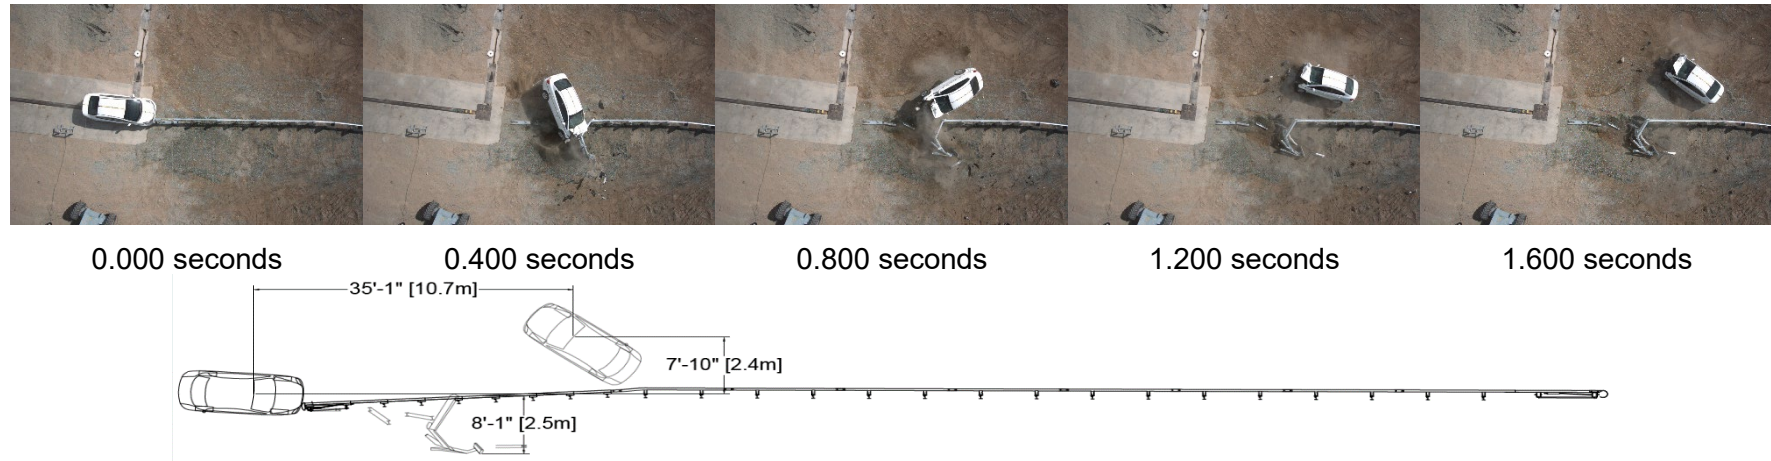 0.000 seconds
0.400 seconds
0.800 seconds
1.200 seconds
1.600 seconds
35'-1" [10.7m]
7'-10" [2.4m]
8'-1" [2.5m]